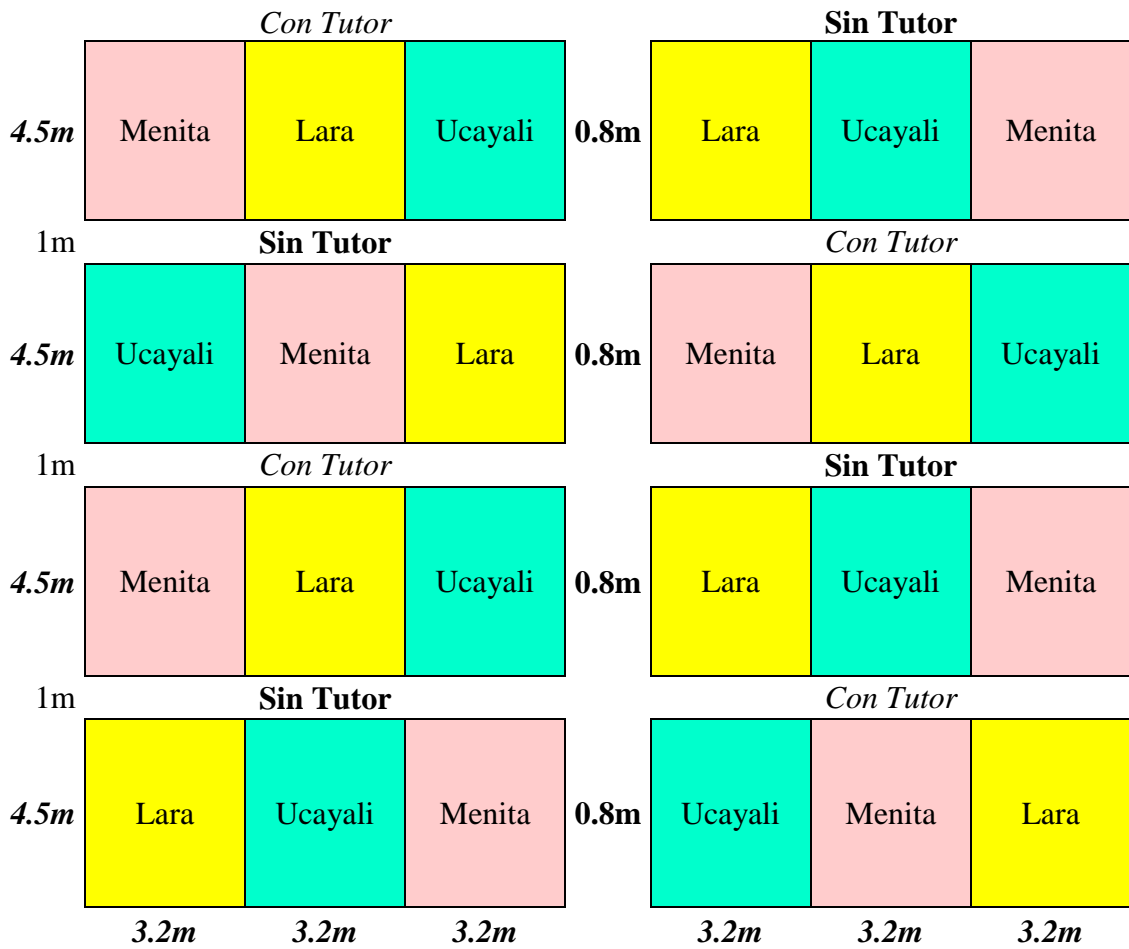 Con Tutor Sin Tutor
4.5m Menita Lara Ucayali 0.8m Lara Ucayali Menita
1m Sin Tutor Con Tutor
4.5m Ucayali Menita Lara 0.8m Menita Lara Ucayali
1m Con Tutor Sin Tutor
4.5m Menita Lara Ucayali 0.8m Lara Ucayali Menita
1m Sin Tutor Con Tutor
4.5m Lara Ucayali Menita 0.8m Ucayali Menita Lara
3.2m 3.2m 3.2m 3.2m 3.2m 3.2m